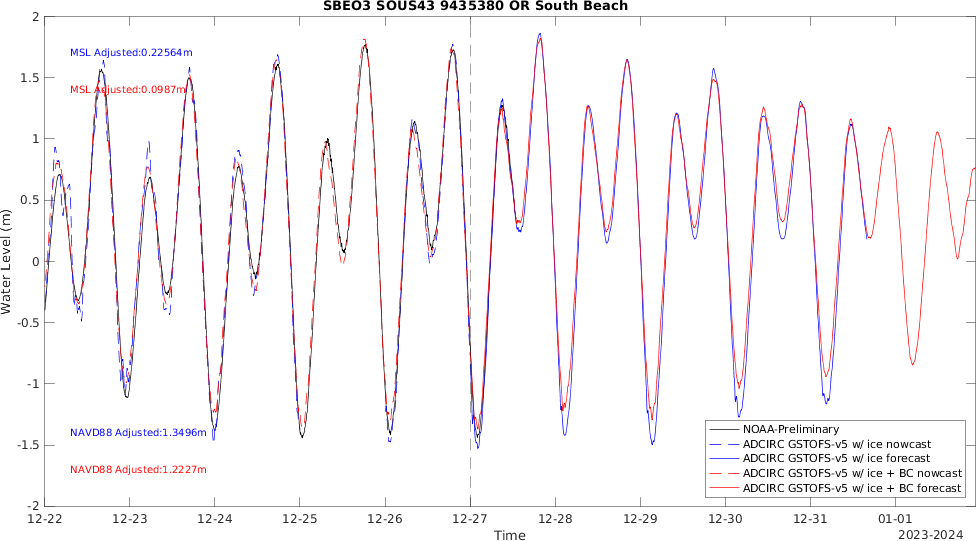 SBEO3 SOUS43 9435380 OR South Beach
MSL Adjusted:0.22564m
MSL Adjusted:0.0987m
NAVD88 Adjusted:1.3496m
NAVD88 Adjusted:1.2227m
Water Level (m)
2
1.5
1
0.5
0
-0.5
-1
-1.5
-2
NOAA-Preliminary
ADCIRC GSTOFS-v5 w/ ice nowcast
ADCIRC GSTOFS-v5 w/ ice forecast
ADCIRC GSTOFS-v5 w/ ice + BC nowcast
ADCIRC GSTOFS-v5 w/ ice + BC forecast
12-22 12-23 12-24 12-25 12-26 12-27 12-28 12-29 12-30 12-31 01-01
Time
2023-2024